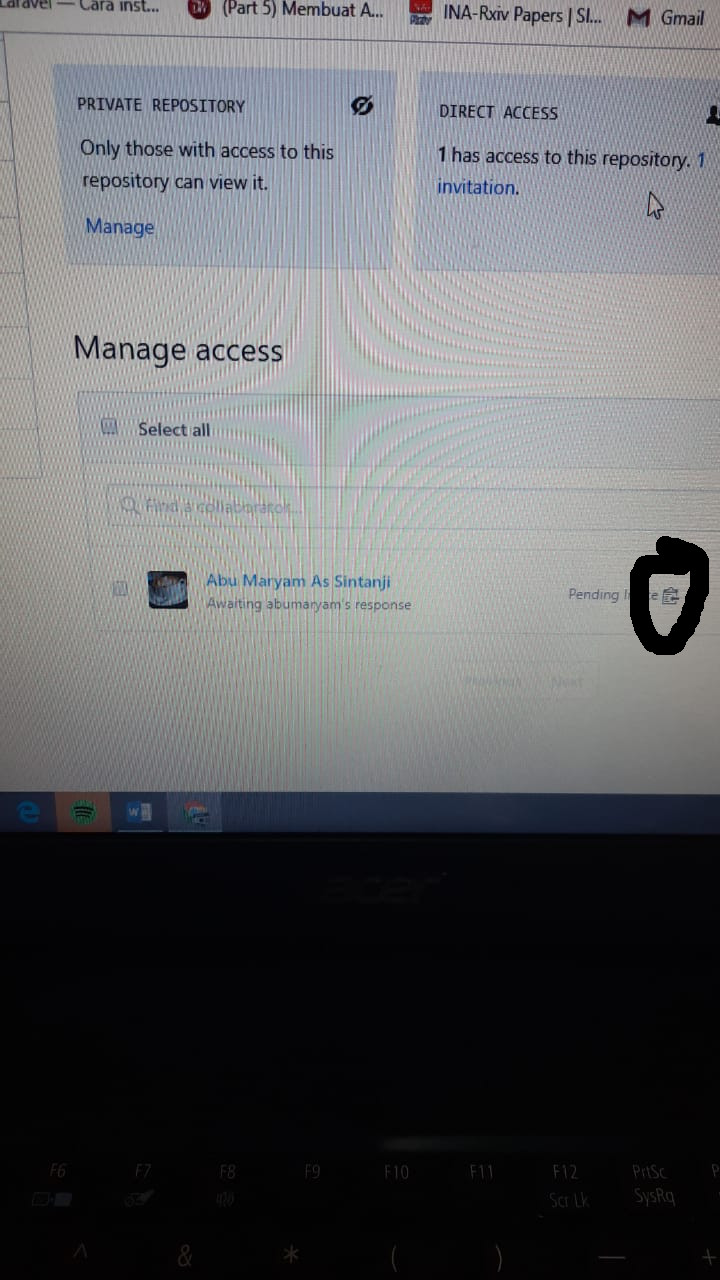 Laravel — Cara inst...
(Part 5) Membuat A...
INA-Rxiv Papers | SI...
Gmail
PRIVATE REPOSITORY
Only those with access to this
repository can view it.
Manage
DIRECT ACCESS
1 has access to this repository. 1
invitation.
Manage access
Select all
Find a collaborator...
Abu Maryam As Sintanji
Awaiting abumaryam's response
Pending
Previous Next
acer
F6 F7 F8 F9 F10 F11 F12 PrtSc
Scr Lk SysRq
^ & * ( ) — +